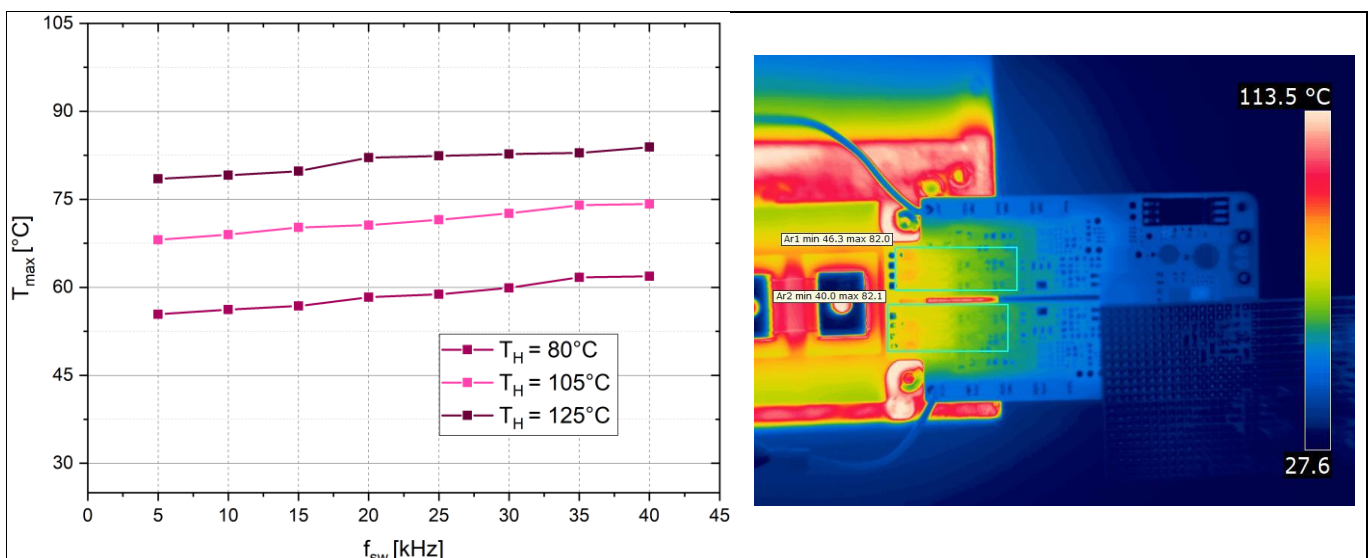 105
90
75
60
45
30
T_max [°C]
T_H = 80°C
T_H = 105°C
T_H = 125°C
0 5 10 15 20 25 30 35 40 45
f_sw [kHz]
113.5 °C
Ar1 min 46.3 max 82.0
Ar2 min 40.0 max 82.1
27.6